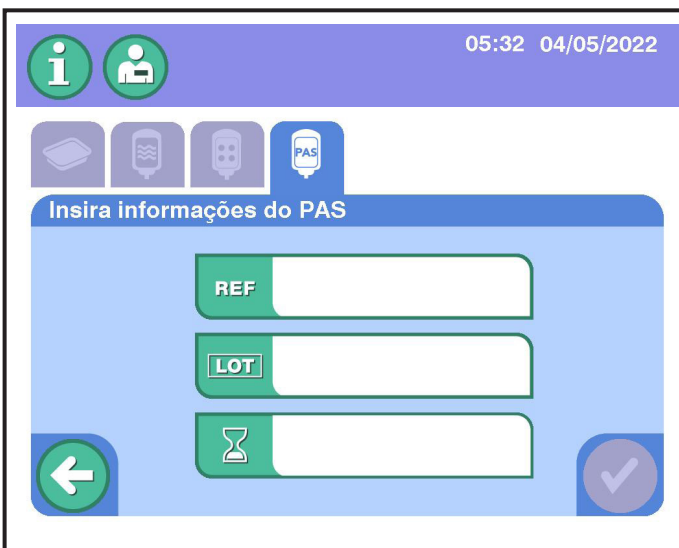 05:32 04/05/2022
PAS
Insira informações do PAS
REF
LOT